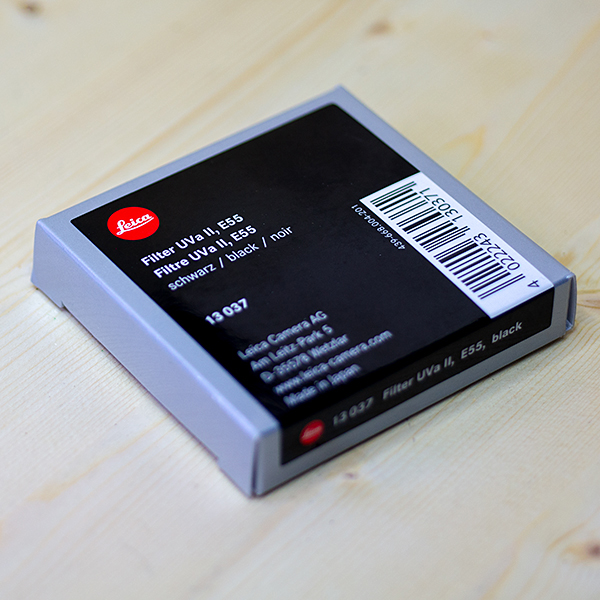 Leica
Filter UVa II, E55
Filtre UVa II, E55
schwarz / black / noir
13 037
Leica Camera AG
Am Leitz-Park 5
D-35578 Wetzlar
www.leica-camera.com
Made in Japan
439-668.004-201
4 022243 130371
Leica
13 037 Filter UVa II, E55, black